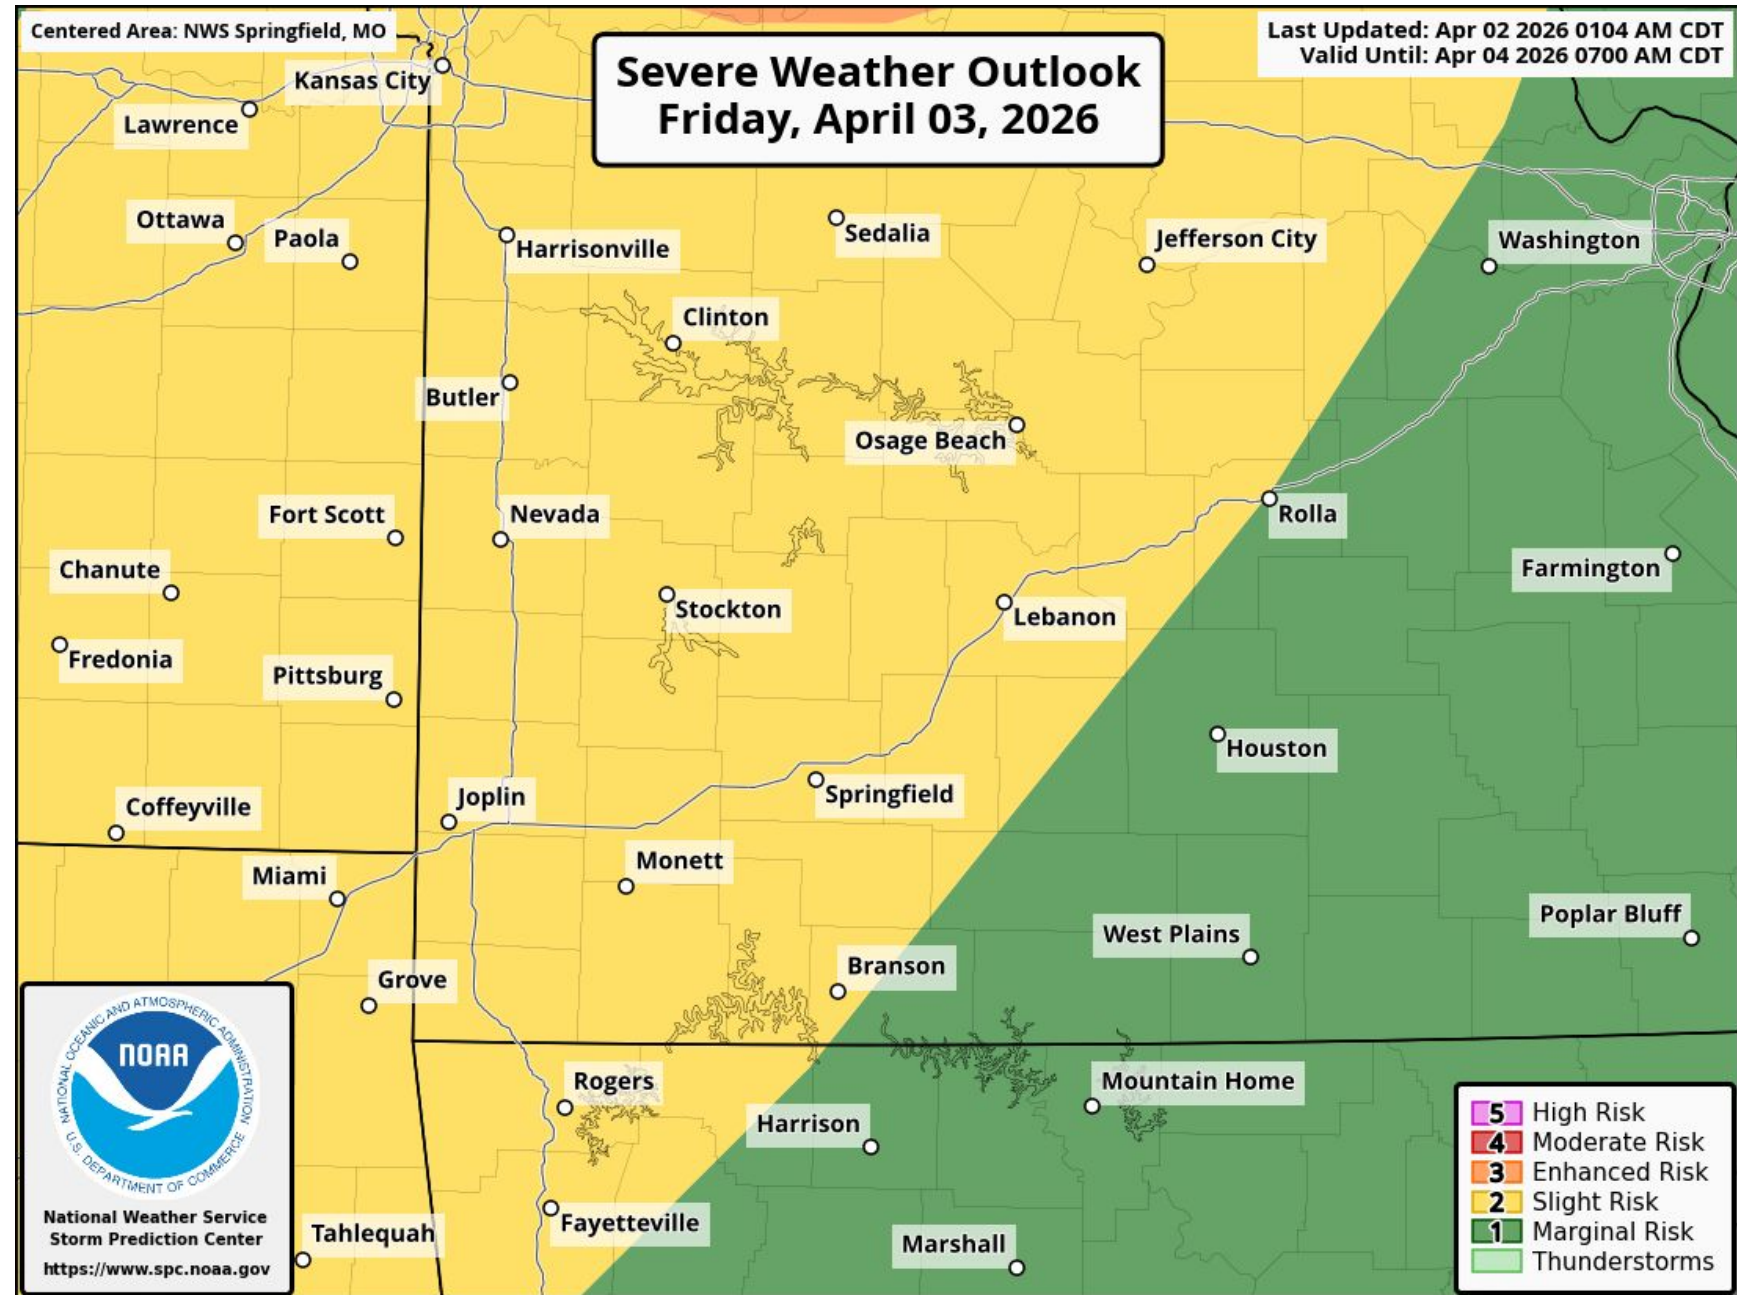 Centered Area: NWS Springfield, MO
Last Updated: Apr 02 2026 0104 AM CDT
Valid Until: Apr 04 2026 0700 AM CDT
Severe Weather Outlook
Friday, April 03, 2026
Kansas City
Lawrence
Ottawa
Paola
Harrisonville
Sedalia
Jefferson City
Washington
Clinton
Butler
Osage Beach
Fort Scott
Nevada
Rolla
Chanute
Farmington
Stockton
Lebanon
Fredonia
Pittsburg
Houston
Coffeyville
Joplin
Springfield
Miami
Monett
Poplar Bluff
West Plains
Branson
Grove
Rogers
Mountain Home
Harrison
Fayetteville
Tahlequah
Marshall
NATIONAL OCEANIC AND ATMOSPHERIC ADMINISTRATION
NOAA
U.S. DEPARTMENT OF COMMERCE
National Weather Service
Storm Prediction Center
https://www.spc.noaa.gov
5 High Risk
4 Moderate Risk
3 Enhanced Risk
2 Slight Risk
1 Marginal Risk
Thunderstorms